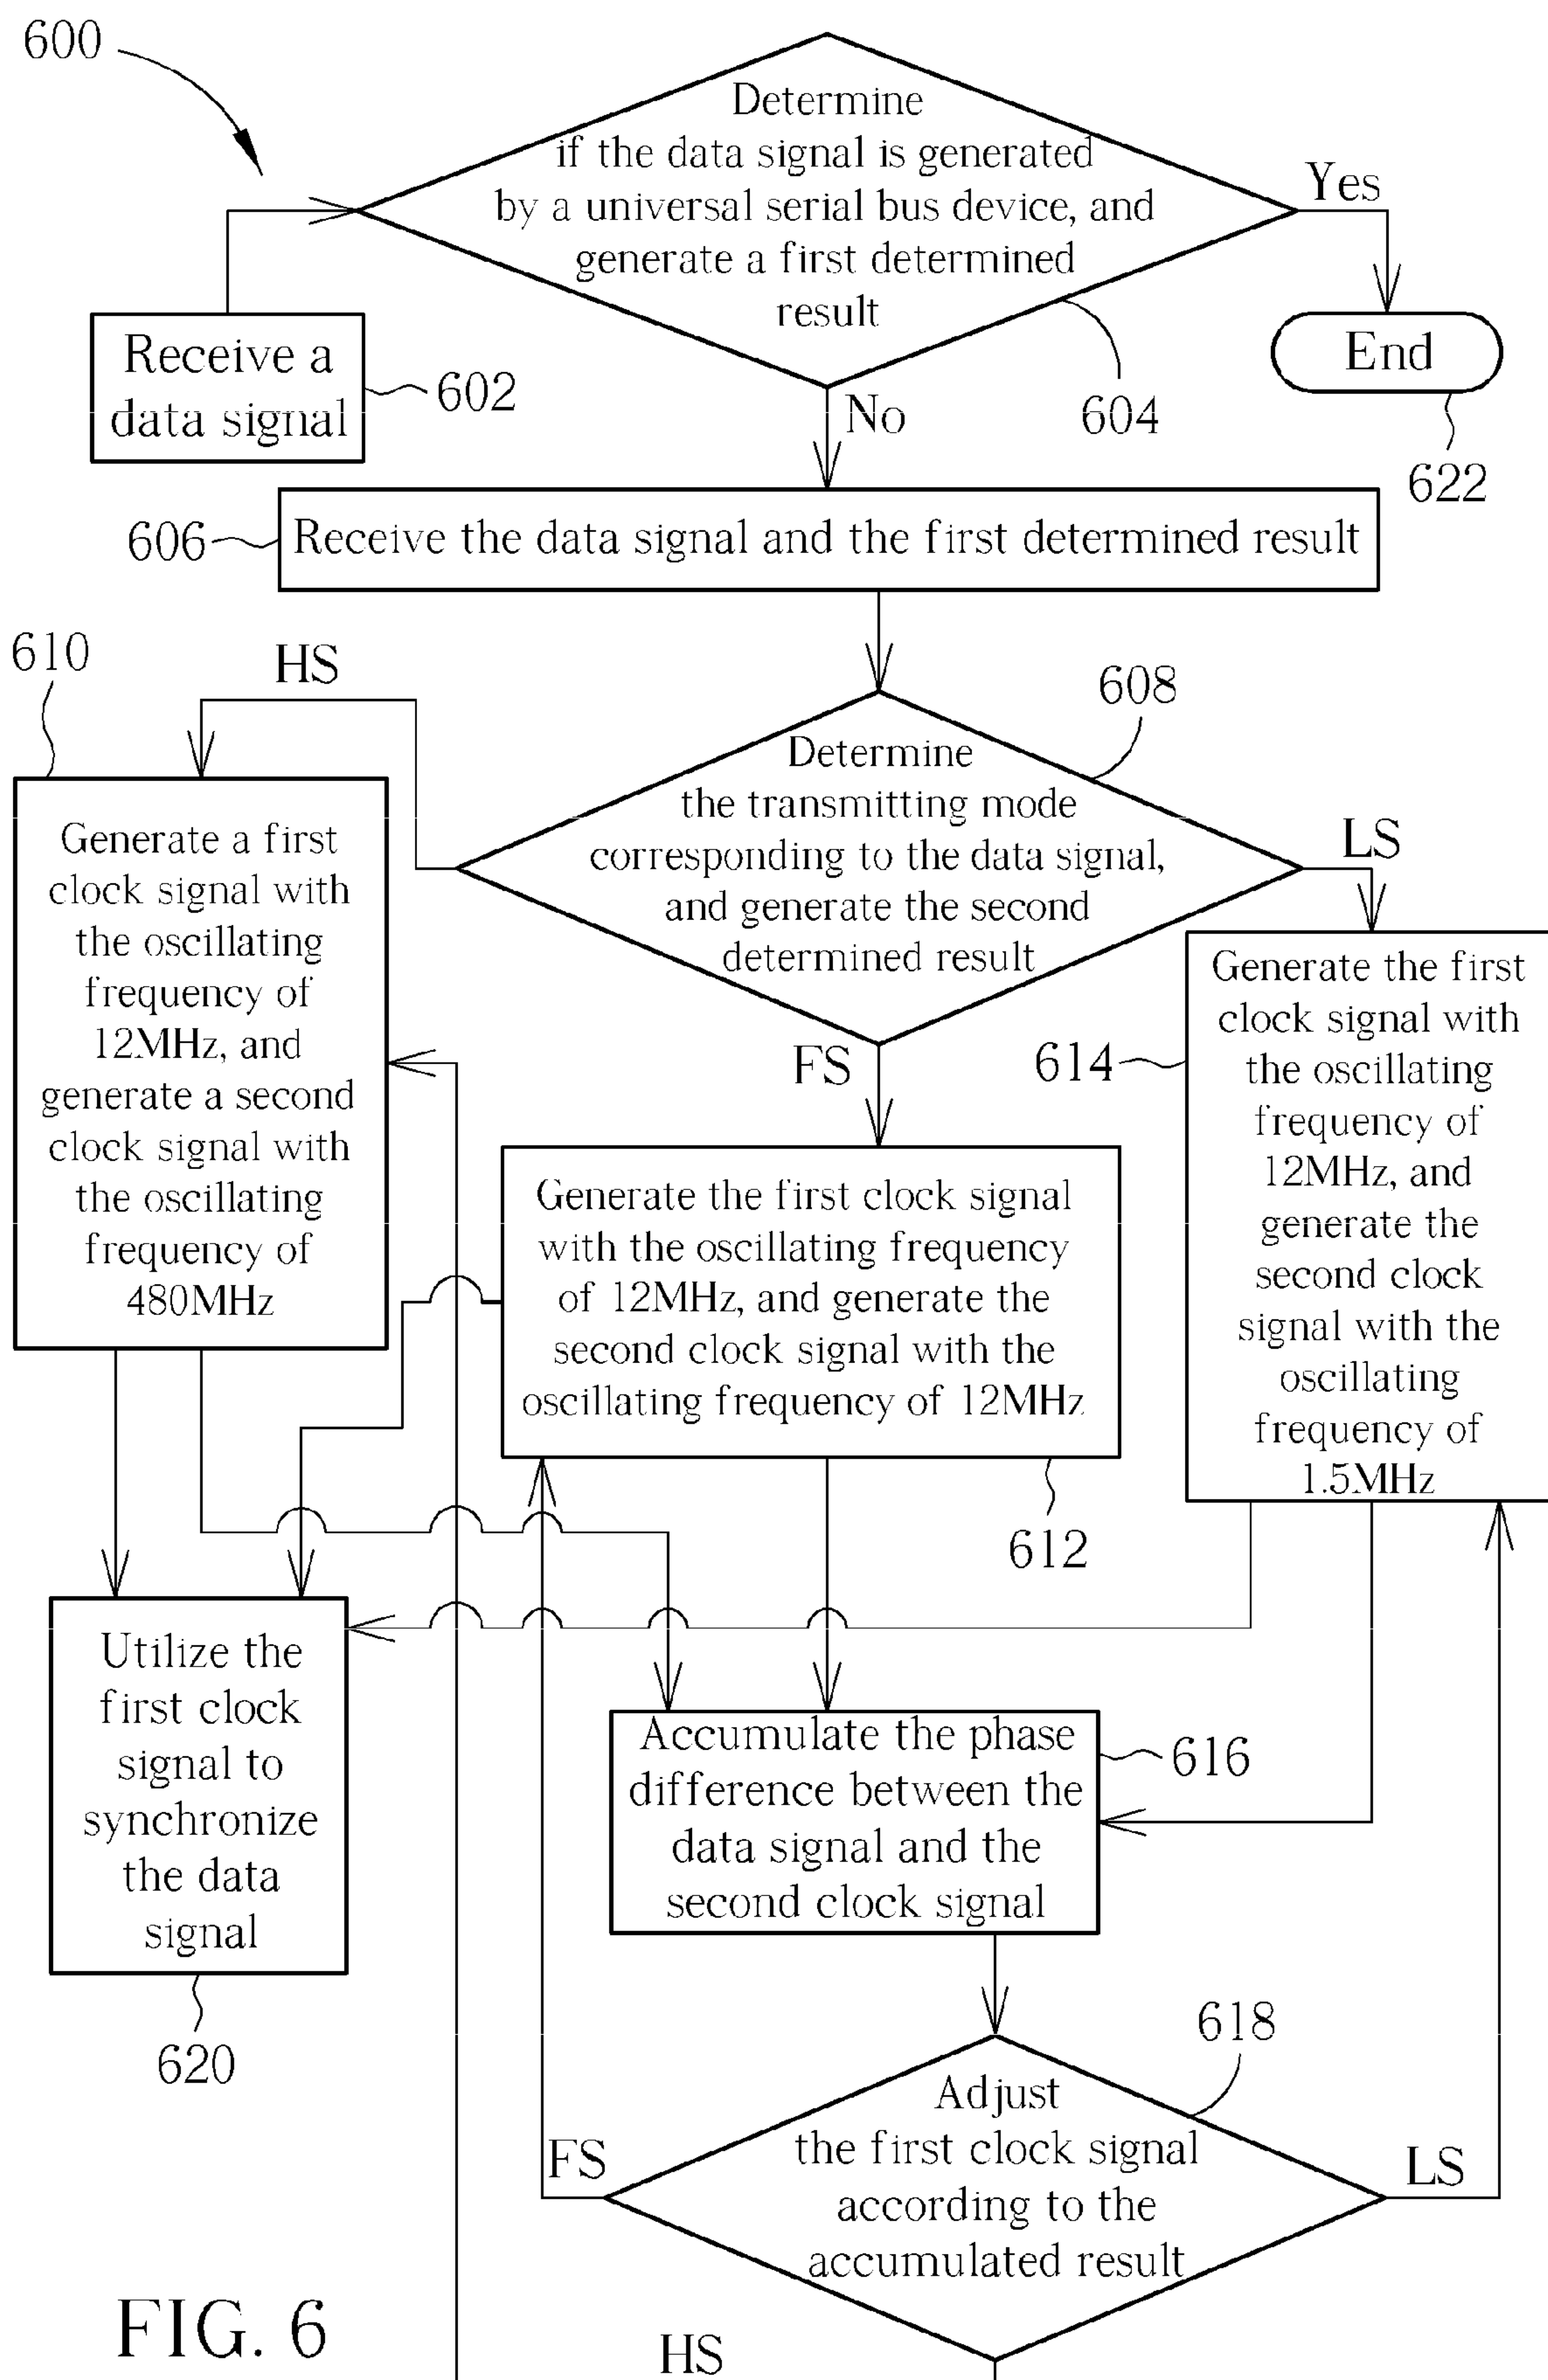 600
Determine
if the data signal is generated
by a universal serial bus device, and
generate a first determined
result
Yes
End
Receive a
data signal
602
No
604
622
606
Receive the data signal and the first determined result
610
HS
608
Determine
the transmitting mode
corresponding to the data signal,
and generate the second
determined result
LS
Generate a first
clock signal with
the oscillating
frequency of
12MHz, and
generate a second
clock signal with
the oscillating
frequency of
480MHz
FS
614
Generate the first
clock signal with
the oscillating
frequency of
12MHz, and
generate the
second clock
signal with the
oscillating
frequency of
1.5MHz
Generate the first clock signal
with the oscillating frequency
of 12MHz, and generate the
second clock signal with the
oscillating frequency of 12MHz
612
Utilize the
first clock
signal to
synchronize
the data
signal
620
Accumulate the phase
difference between the
data signal and the
second clock signal
616
618
Adjust
the first clock signal
according to the
accumulated result
FS
LS
HS
FIG. 6